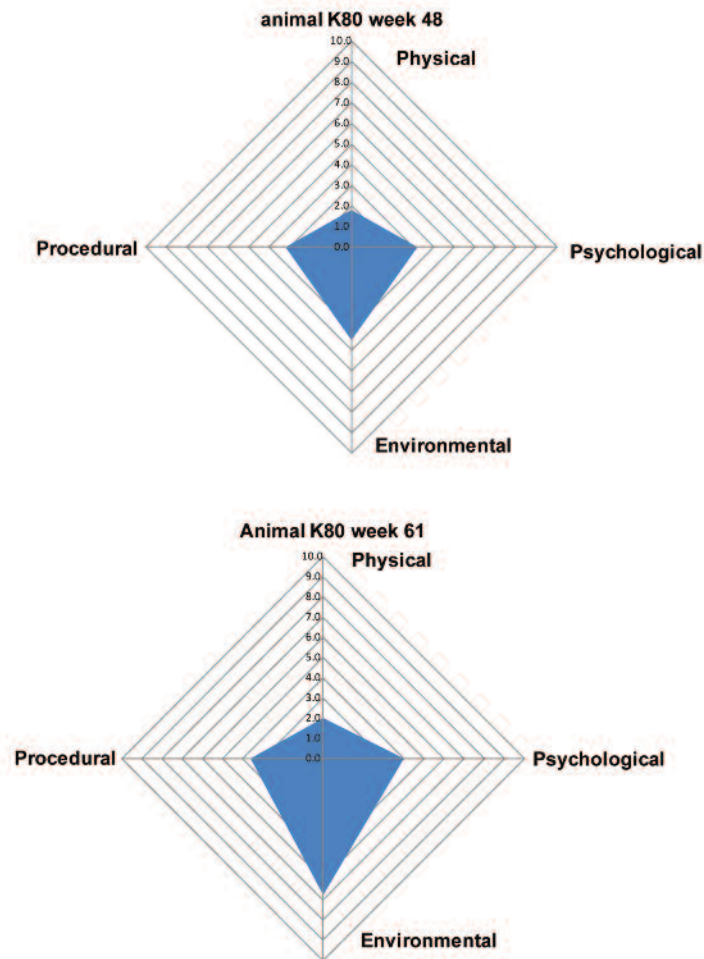 animal K80 week 48
10.0
Physical
9.0
8.0
7.0
6.0
5.0
4.0
3.0
2.0
1.0
0.0
Procedural
Psychological
Environmental
Animal K80 week 61
10.0
Physical
9.0
8.0
7.0
6.0
5.0
4.0
3.0
2.0
1.0
0.0
Procedural
Psychological
Environmental